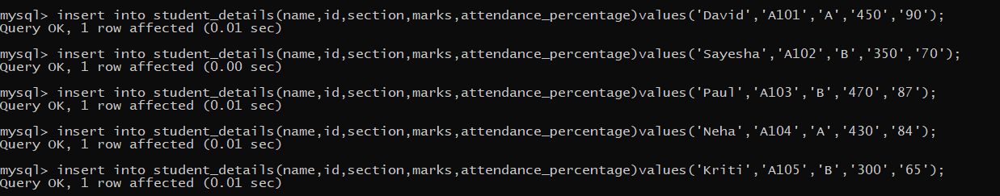 mysql> insert into student_details(name,id,section,marks,attendance_percentage)values('David','A101','A','450','90');
Query OK, 1 row affected (0.01 sec)
mysql> insert into student_details(name,id,section,marks,attendance_percentage)values('Sayesha','A102','B','350','70');
Query OK, 1 row affected (0.00 sec)
mysql> insert into student_details(name,id,section,marks,attendance_percentage)values('Paul','A103','B','470','87');
Query OK, 1 row affected (0.01 sec)
mysql> insert into student_details(name,id,section,marks,attendance_percentage)values('Neha','A104','A','430','84');
Query OK, 1 row affected (0.01 sec)
mysql> insert into student_details(name,id,section,marks,attendance_percentage)values('Kriti','A105','B','300','65');
Query OK, 1 row affected (0.01 sec)